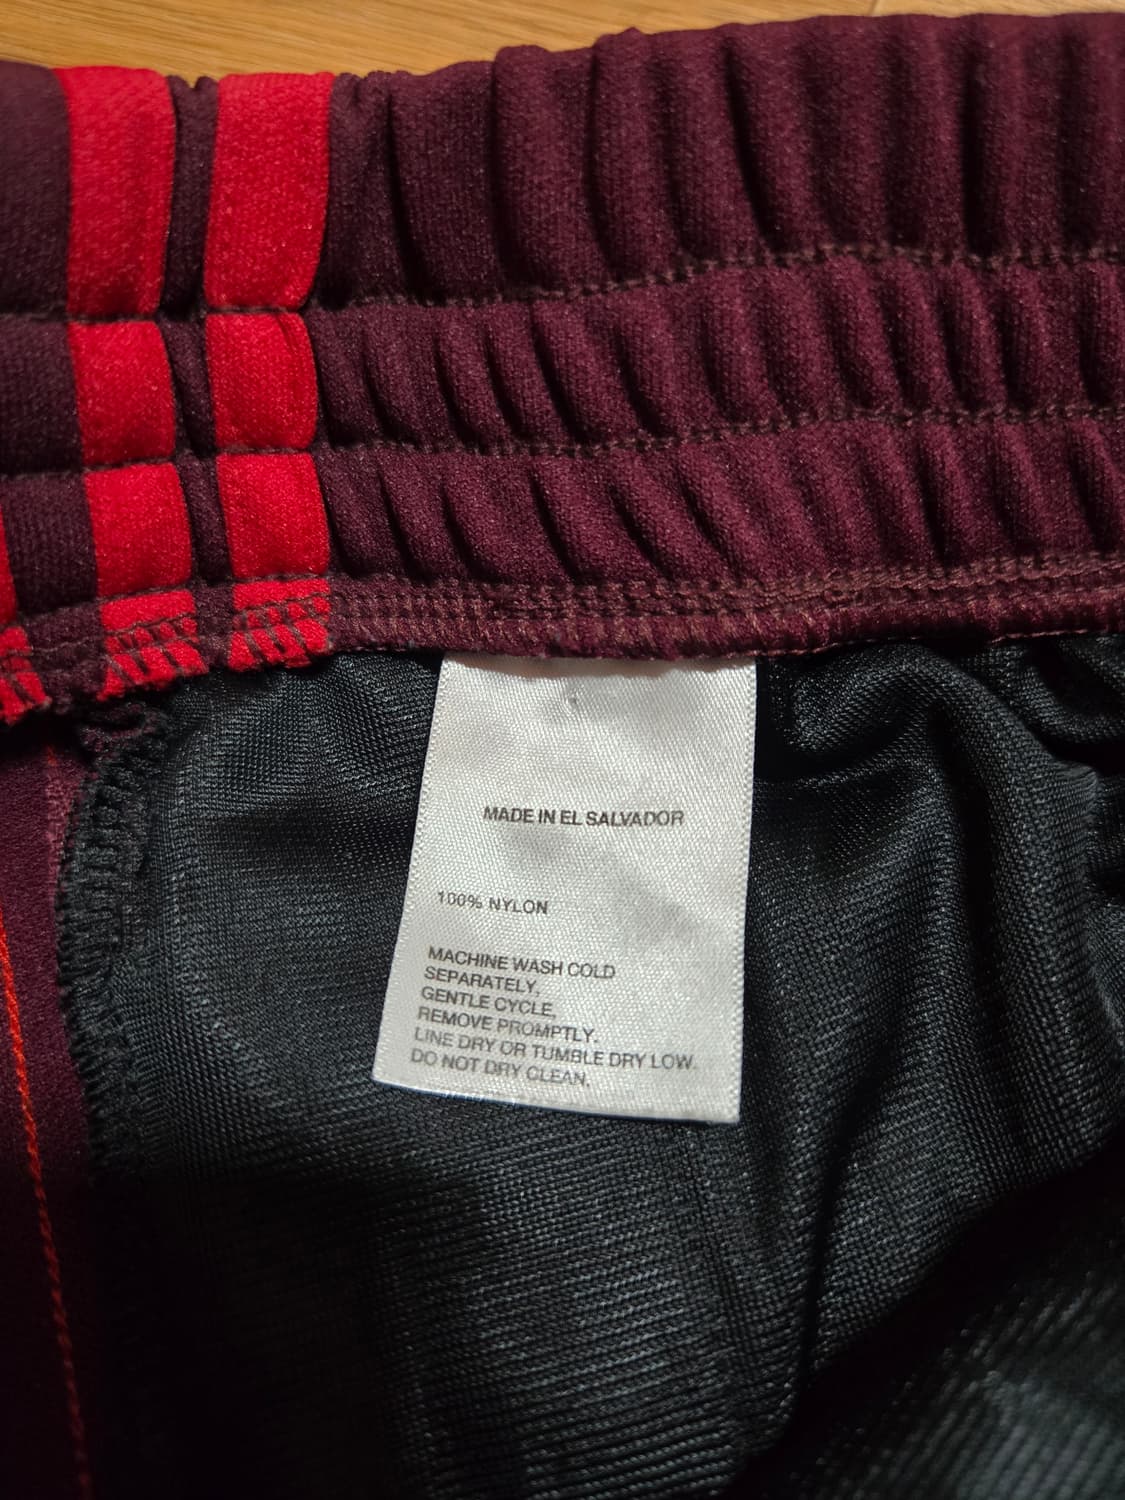 MADE IN EL SALVADOR
100% NYLON
MACHINE WASH COLD
SEPARATELY,
GENTLE CYCLE,
REMOVE PROMPTLY.
LINE DRY OR TUMBLE DRY LOW.
DO NOT DRY CLEAN.